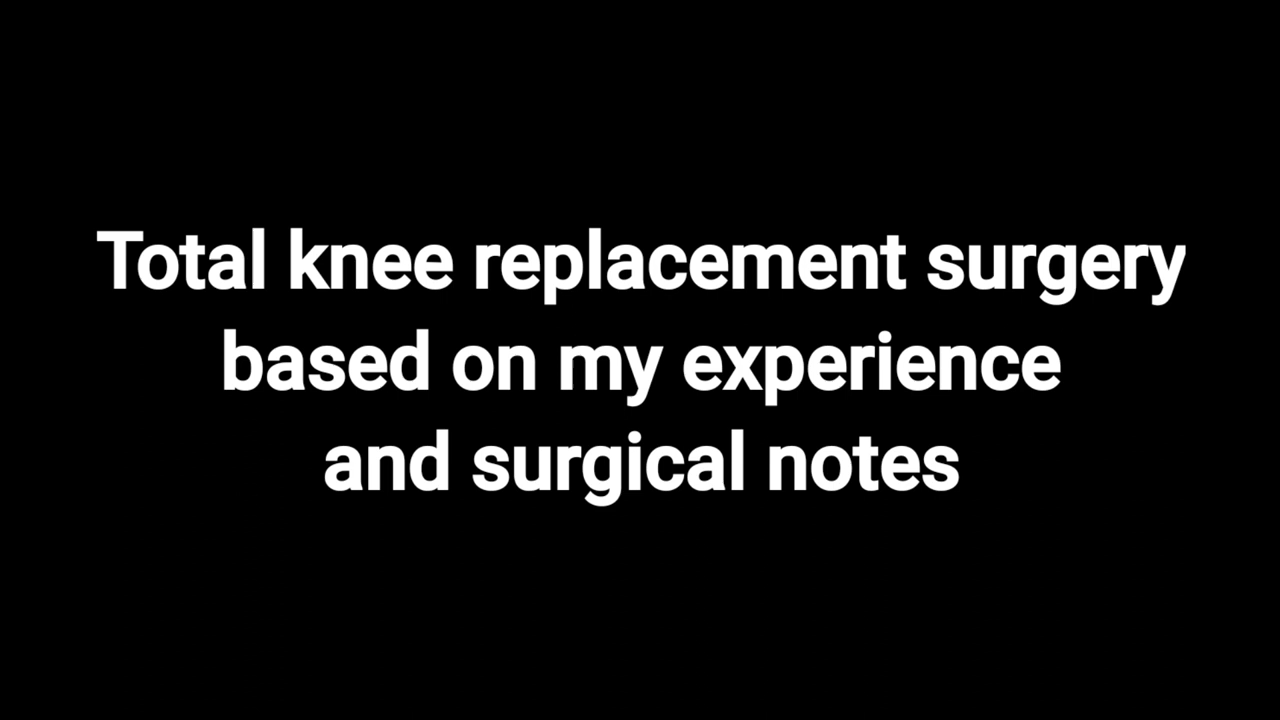 Total knee replacement surgery
based on my experience
and surgical notes